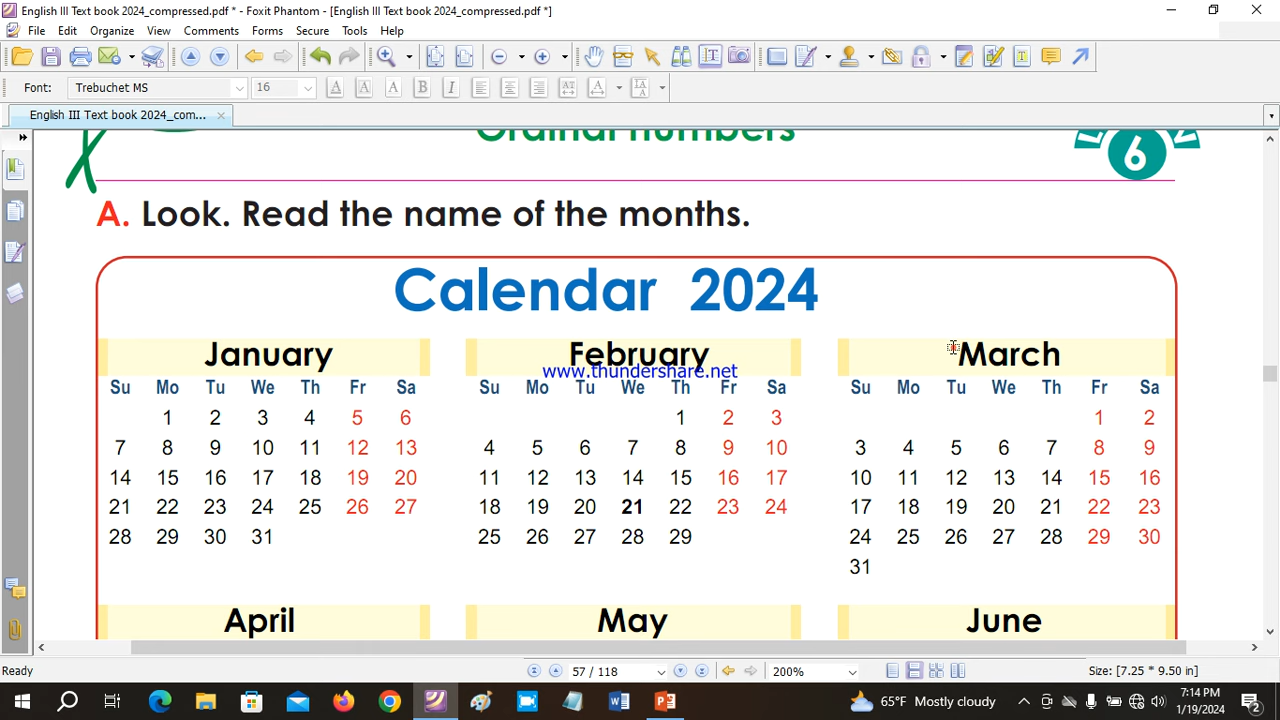 English III Text book 2024_compressed.pdf * - Foxit Phantom - [English III Text book 2024_compressed.pdf *]
File Edit Organize View Comments Forms Secure Tools Help
Font: Trebuchet MS 16
English III Text book 2024_com...
Ordinal numbers
6
A. Look. Read the name of the months.
Calendar 2024
January February March
www.thundershare.net
Su Mo Tu We Th Fr Sa Su Mo Tu We Th Fr Sa Su Mo Tu We Th Fr Sa
1 2 3 4 5 6 1 2 3 1 2
7 8 9 10 11 12 13 4 5 6 7 8 9 10 3 4 5 6 7 8 9
14 15 16 17 18 19 20 11 12 13 14 15 16 17 10 11 12 13 14 15 16
21 22 23 24 25 26 27 18 19 20 21 22 23 24 17 18 19 20 21 22 23
28 29 30 31 25 26 27 28 29 24 25 26 27 28 29 30
31
April May June
Ready 57 / 118 200% Size: [7.25 * 9.50 in]
65°F Mostly cloudy 7:14 PM
1/19/2024
2